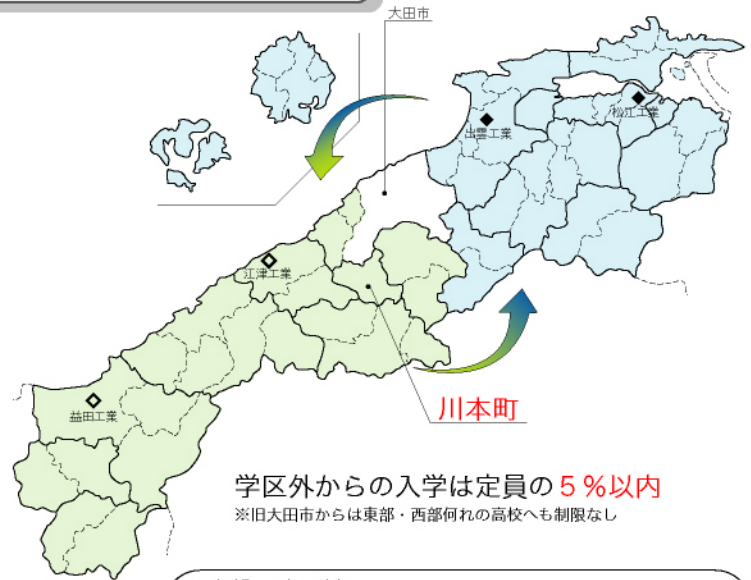 大田市
松江工業
出雲工業
江津工業
益田工業
川本町
学区外からの入学は定員の5%以内
※旧大田市からは東部・西部何れの高校へも制限なし